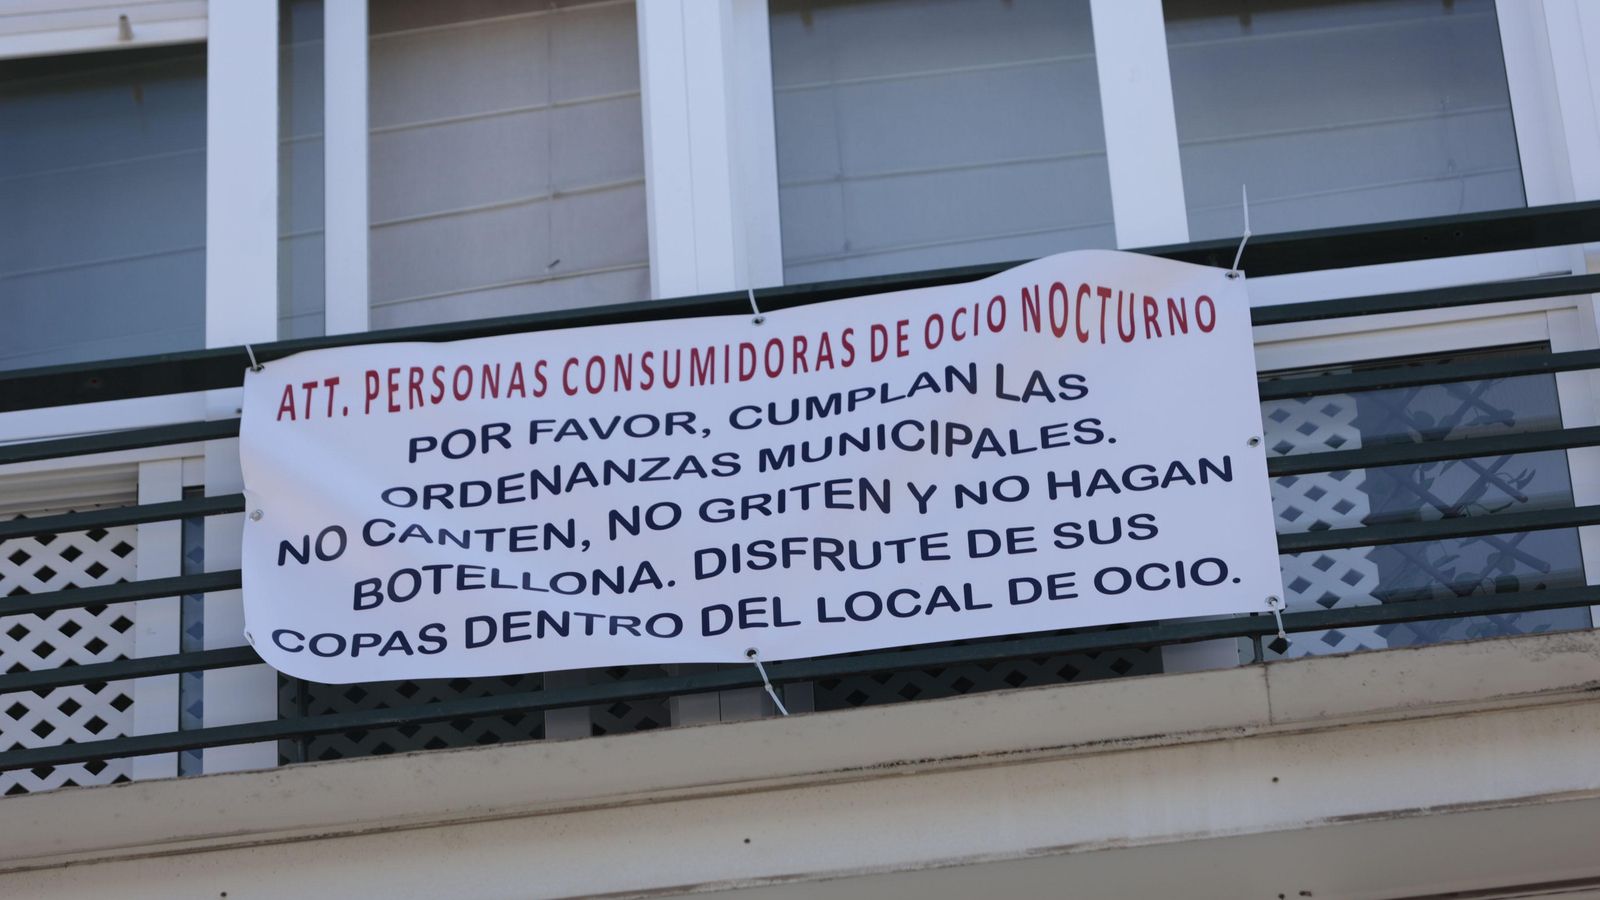 ATT. PERSONAS CONSUMIDORAS DE OCIO NOCTURNO
POR FAVOR, CUMPLAN LAS
ORDENANZAS MUNICIPALES.
NO CANTEN, NO GRITEN Y NO HAGAN
BOTELLONA. DISFRUTE DE SUS
COPAS DENTRO DEL LOCAL DE OCIO.